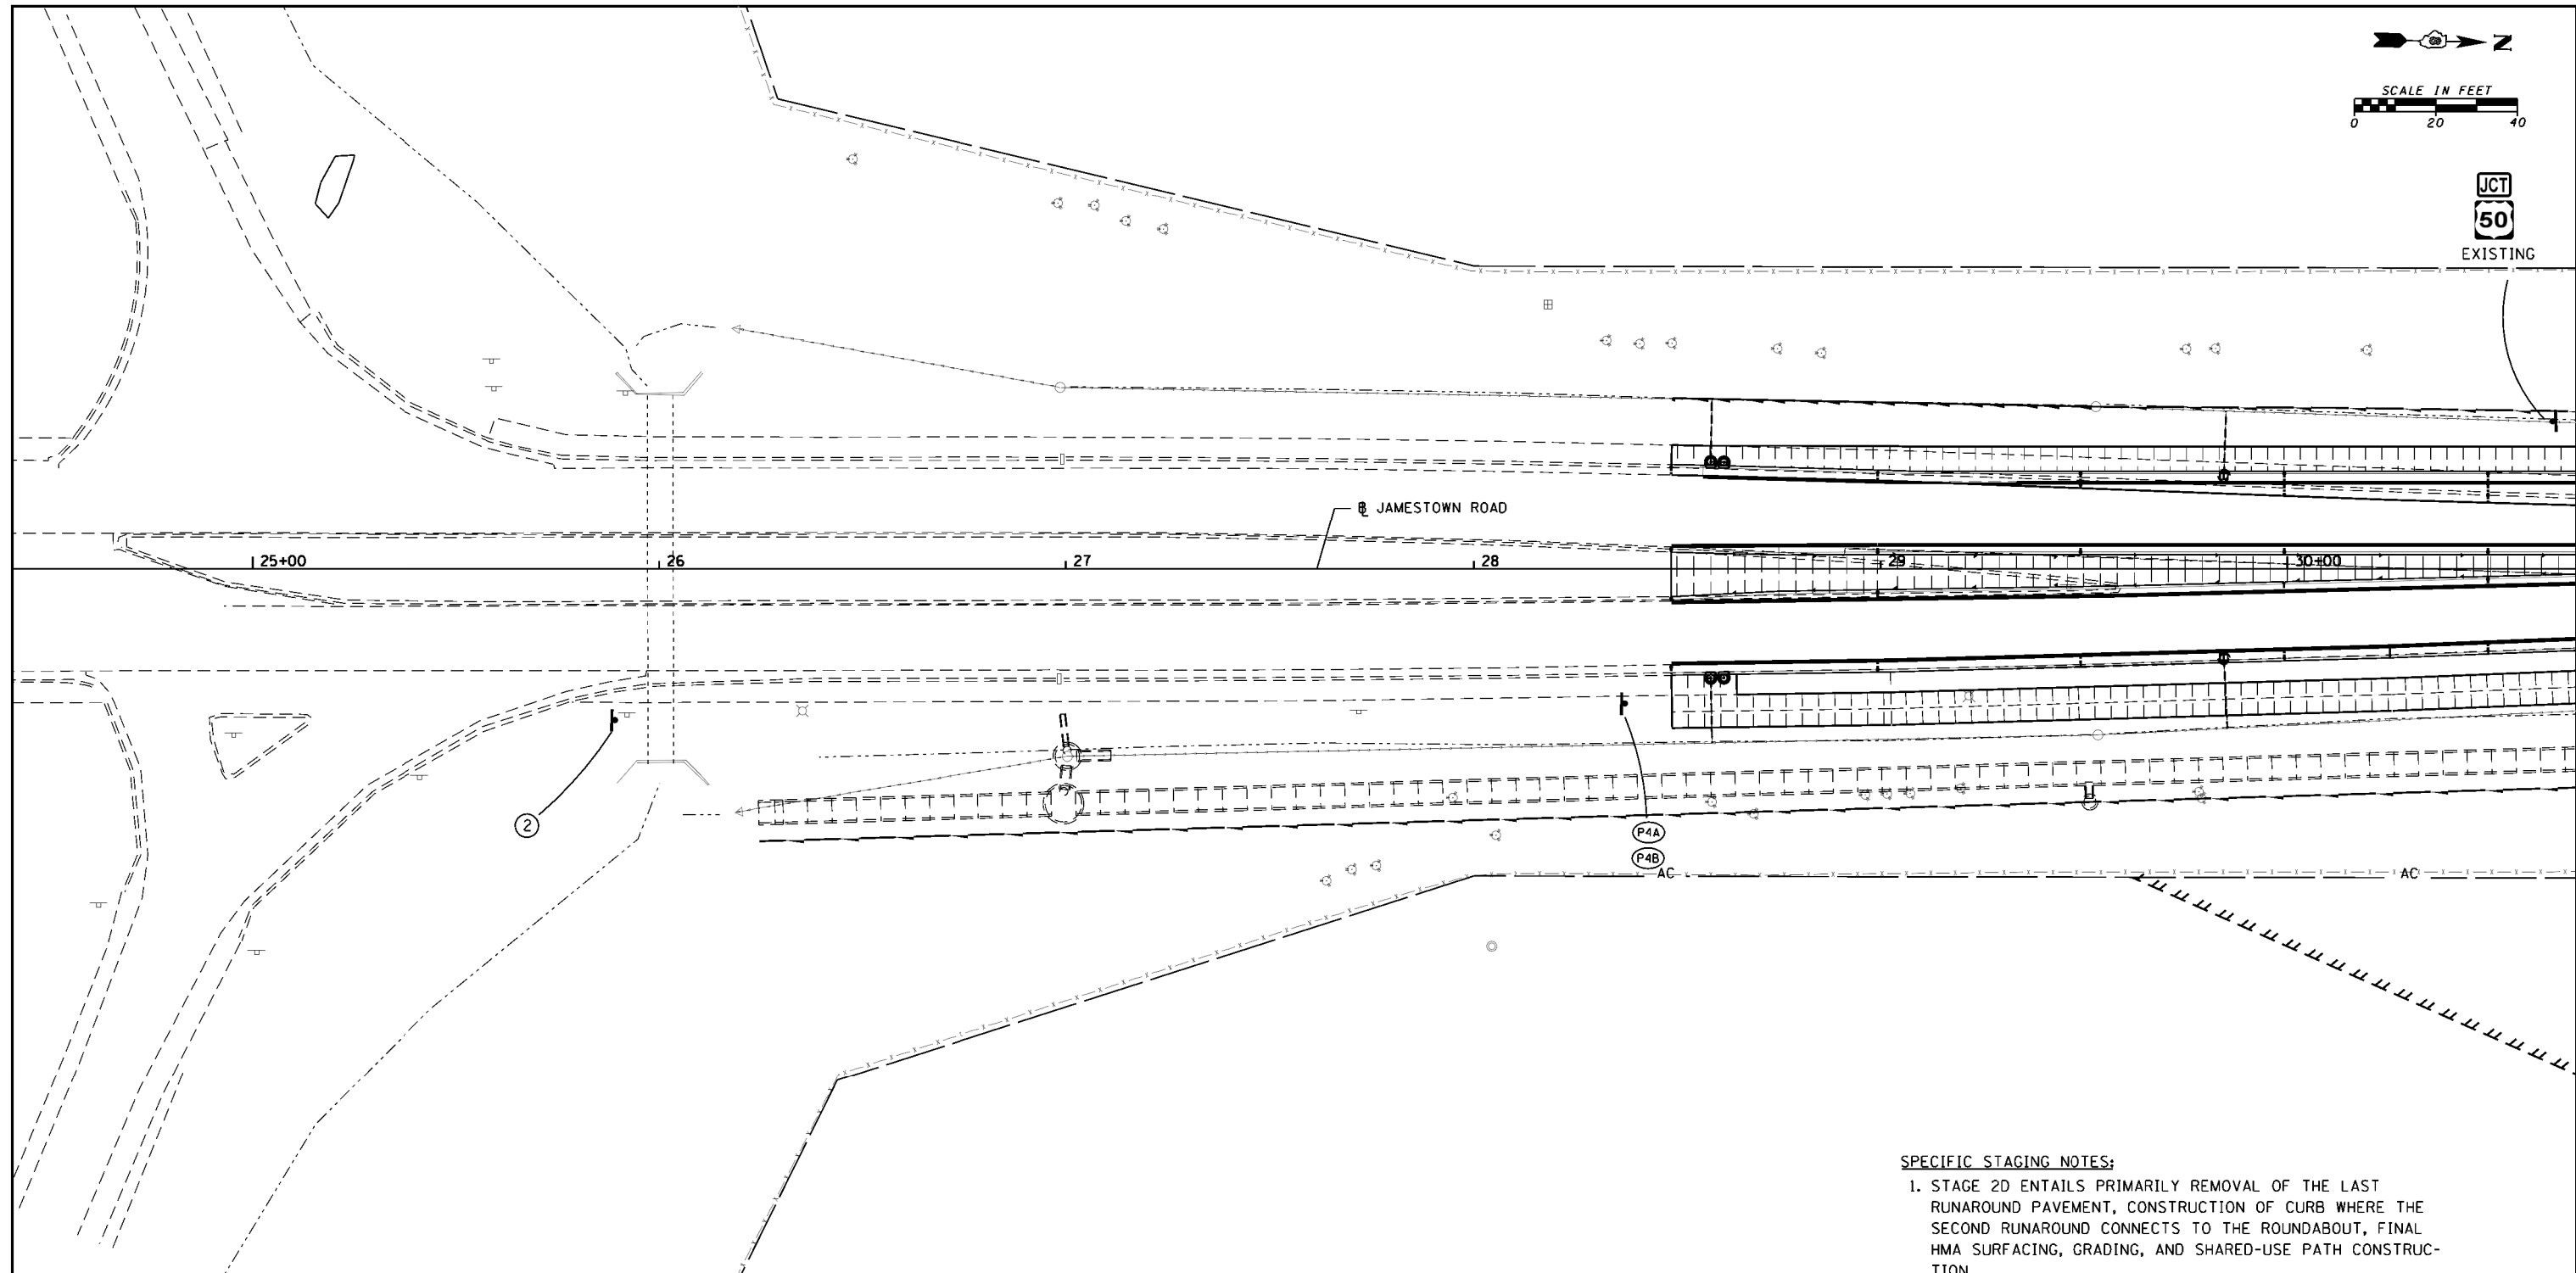 N
SCALE IN FEET
0 20 40
JCT
50
EXISTING
℄ JAMESTOWN ROAD
25+00 26 27 28 29 30+00
2
P4A
P4B
AC AC
SPECIFIC STAGING NOTES:
1. STAGE 2D ENTAILS PRIMARILY REMOVAL OF THE LAST
RUNAROUND PAVEMENT, CONSTRUCTION OF CURB WHERE THE
SECOND RUNAROUND CONNECTS TO THE ROUNDABOUT, FINAL
HMA SURFACING, GRADING, AND SHARED-USE PATH CONSTRUC-
TION